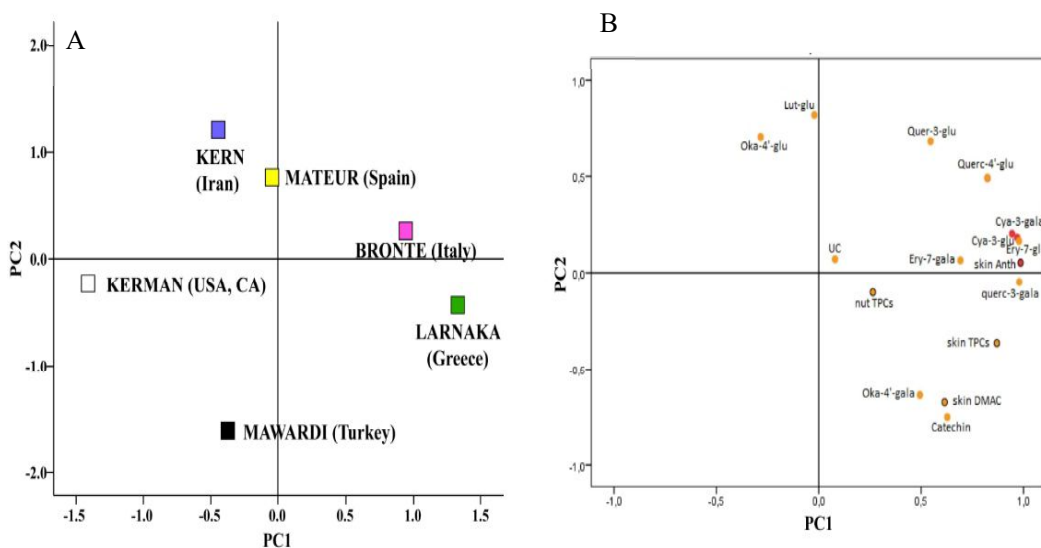 A
2.0
1.0
0.0
-1.0
-2.0
PC2
-1.5
-1.0
-0.5
0.0
0.5
1.0
1.5
PC1
KERN
(Iran)
MATEUR (Spain)
BRONTE (Italy)
KERMAN (USA, CA)
LARNAKA
(Greece)
MAWARDI (Turkey)
B
1,0
0,5
0,0
-0,5
-1,0
PC2
-1,0
-0,5
0,0
0,5
1,0
PC1
Lut-glu
Oka-4'-glu
Quer-3-glu
Querc-4'-glu
Cya-3-gala
Cya-3-glu
Ery-7-gl
UC
Ery-7-gala
skin Anth
querc-3-gala
nut TPCs
skin TPCs
Oka-4'-gala
skin DMAC
Catechin